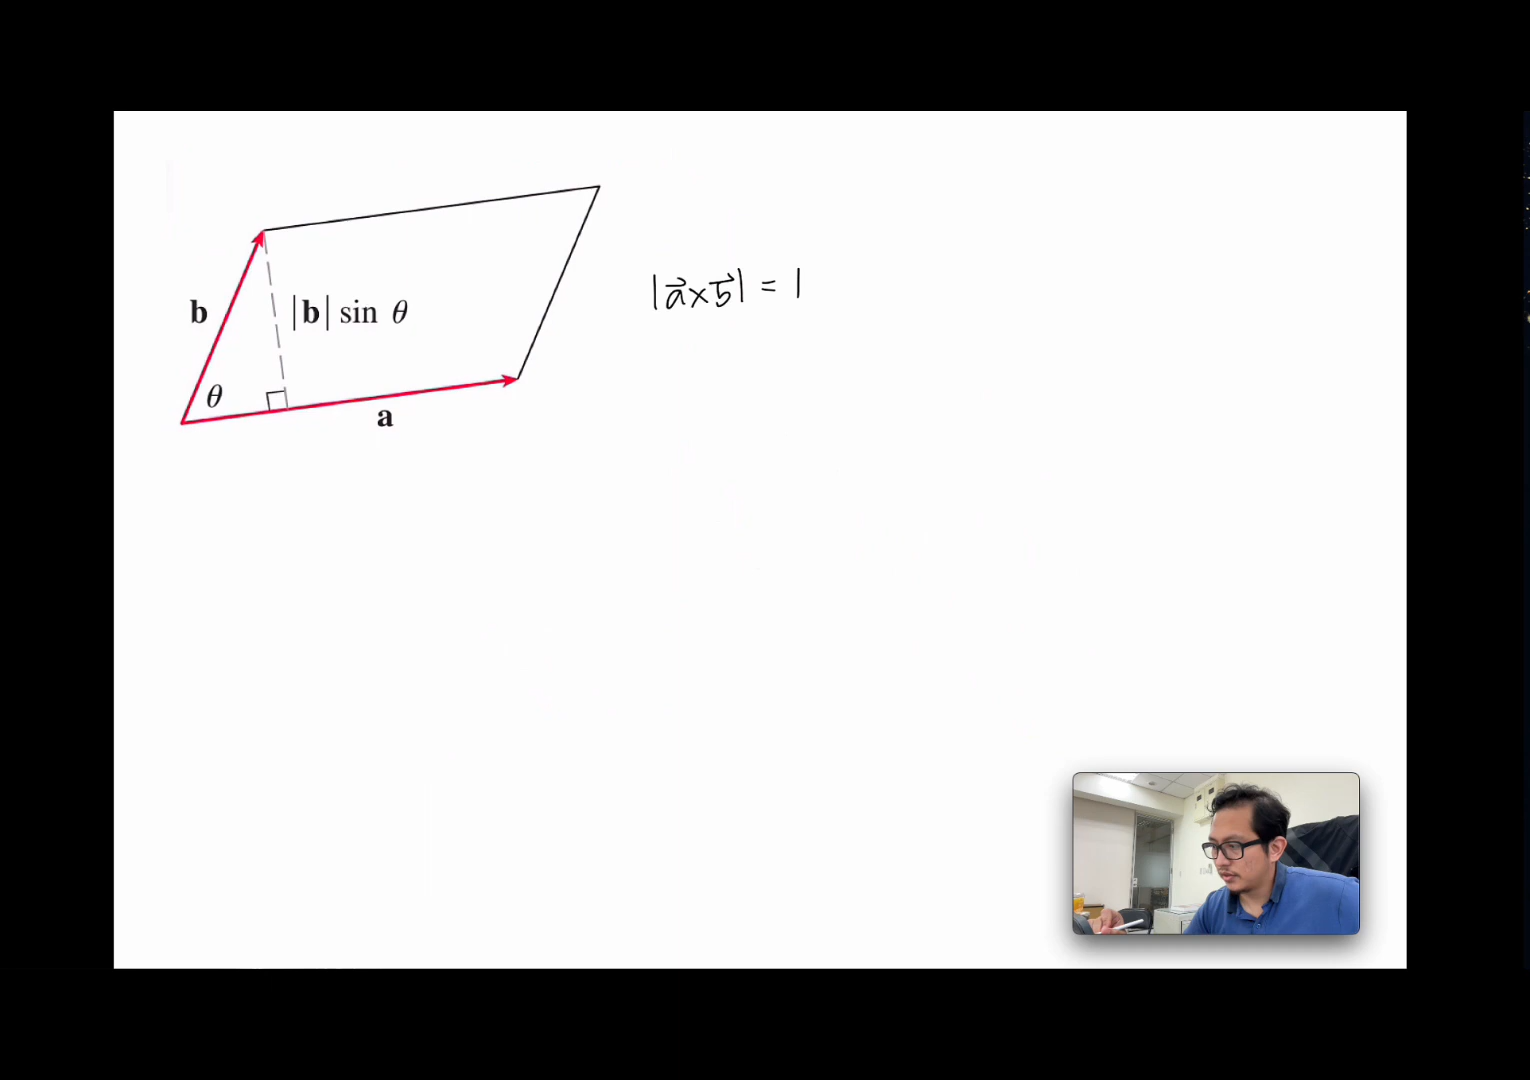 b
|b| sin θ
θ
a
|a⃗×b⃗| = |